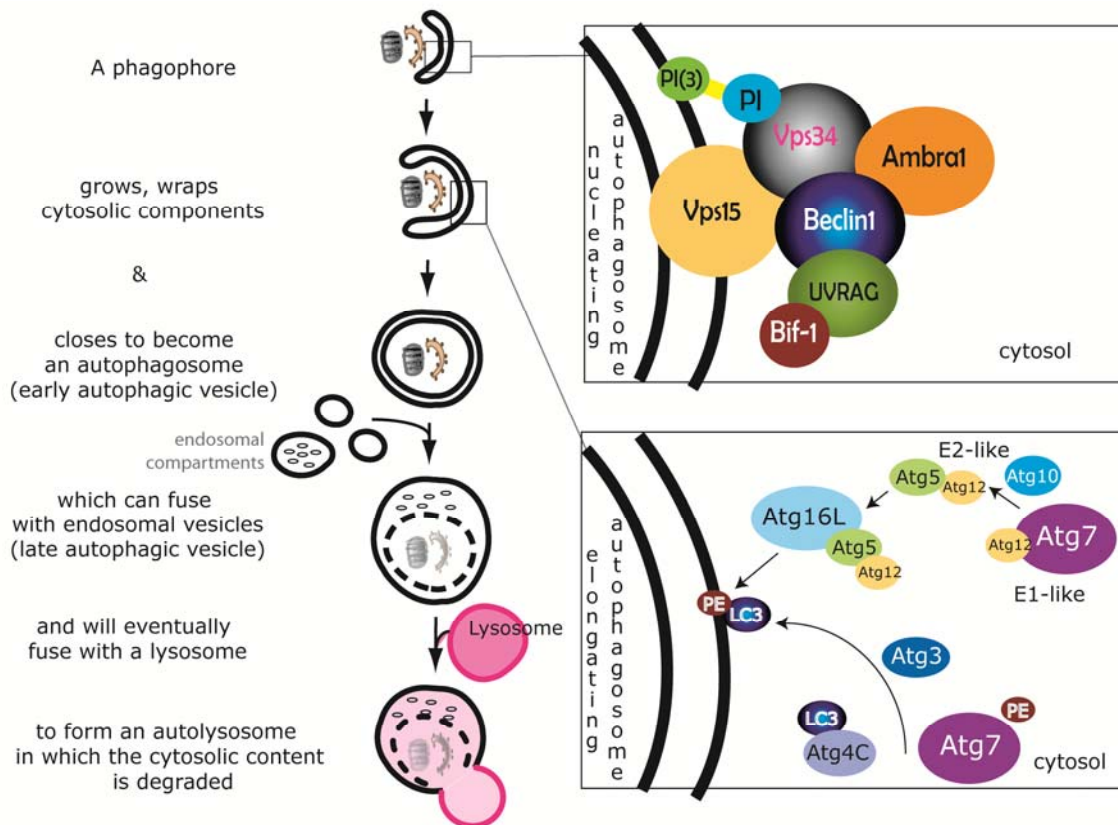 A phagophore
grows, wraps
cytosolic components
&
closes to become
an autophagosome
(early autophagic vesicle)
endosomal
compartments
which can fuse
with endosomal vesicles
(late autophagic vesicle)
and will eventually
fuse with a lysosome
Lysosome
to form an autolysosome
in which the cytosolic content
is degraded
nucleating
autophagosome
PI(3)
PI
Vps34
Ambra1
Vps15
Beclin1
UVRAG
Bif-1
cytosol
elongating
autophagosome
E2-like
Atg5
Atg12
Atg10
Atg16L
Atg5
Atg12
Atg12
Atg7
E1-like
PE
LC3
Atg3
LC3
Atg4C
PE
Atg7
cytosol